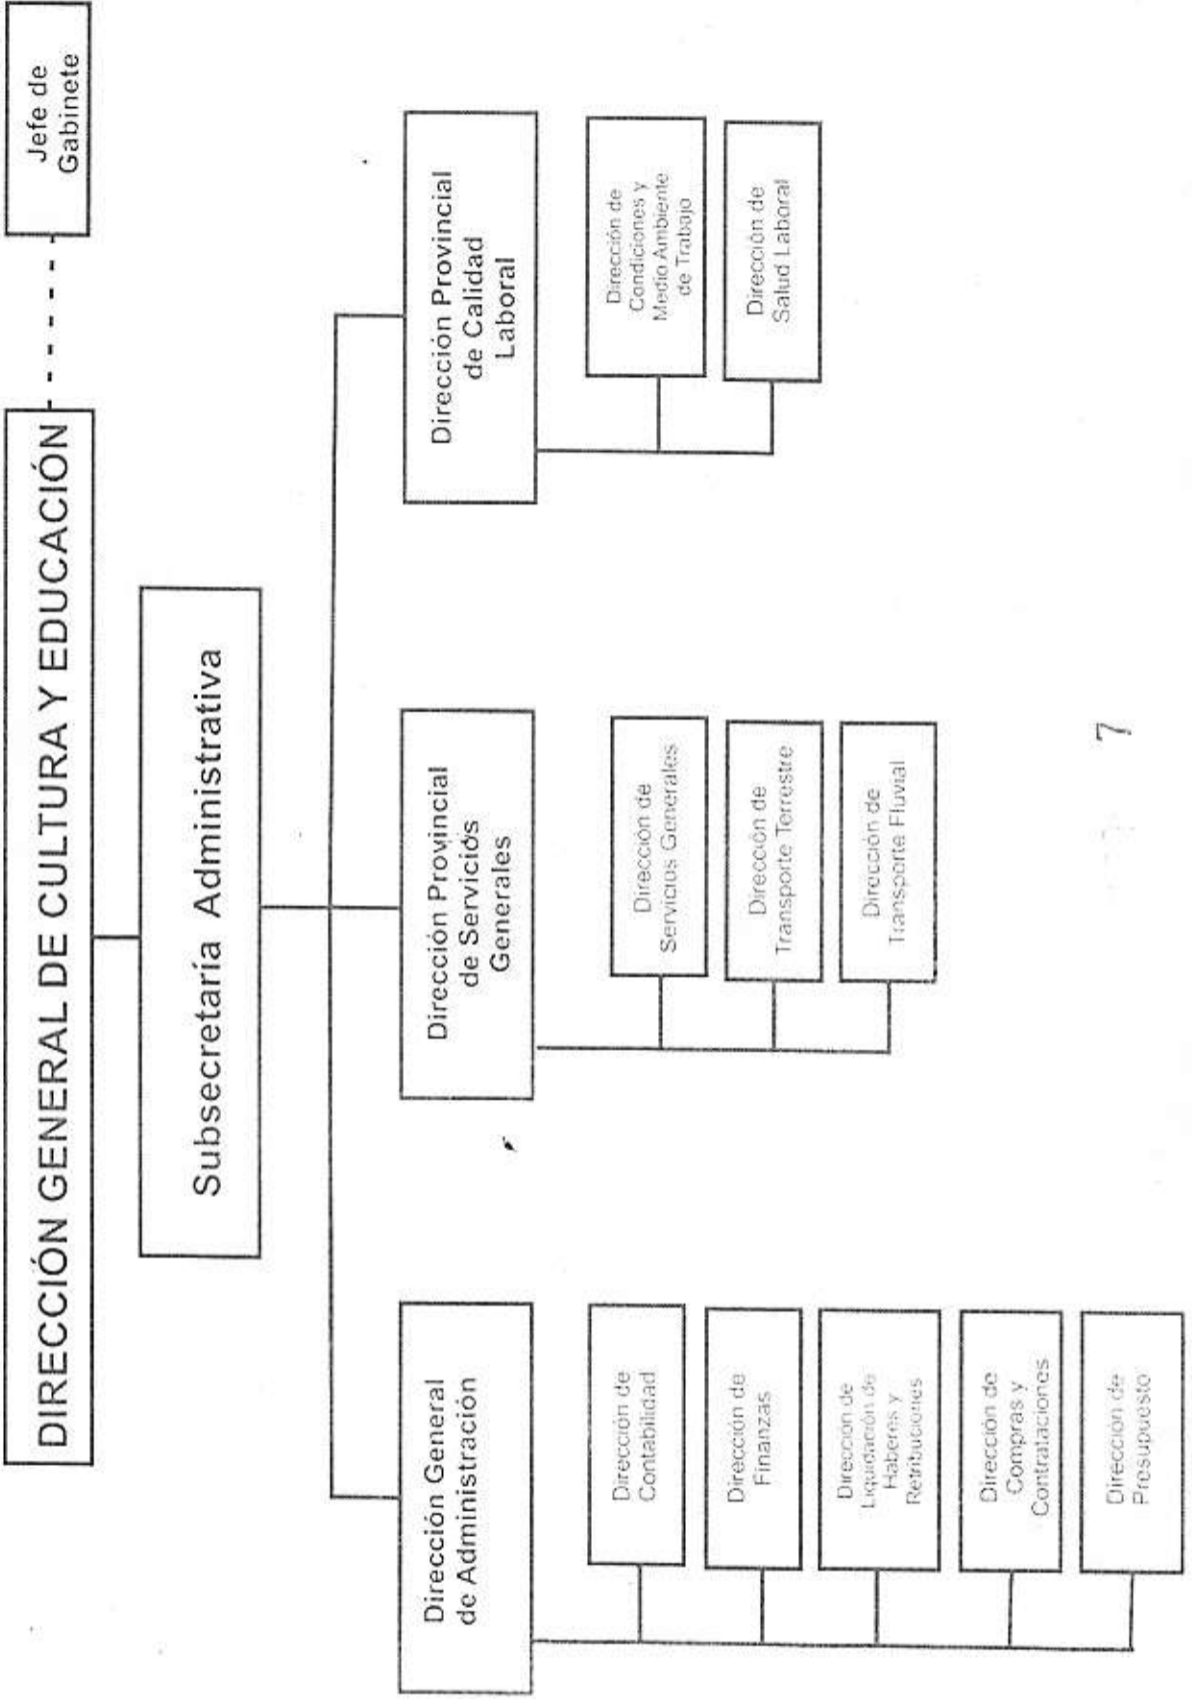 DIRECCIÓN GENERAL DE CULTURA Y EDUCACIÓN
Jefe de
Gabinete
Subsecretaría Administrativa
Dirección General
de Administración
Dirección de
Contabilidad
Dirección de
Finanzas
Dirección de
Liquidación de
Haberes y
Retribuciones
Dirección de
Compras y
Contrataciones
Dirección de
Presupuesto
Dirección Provincial
de Servicios
Generales
Dirección de
Servicios Generales
Dirección de
Transporte Terrestre
Dirección de
Transporte Fluvial
Dirección Provincial
de Calidad
Laboral
Dirección de
Condiciones y
Medio Ambiente
de Trabajo
Dirección de
Salud Laboral
7